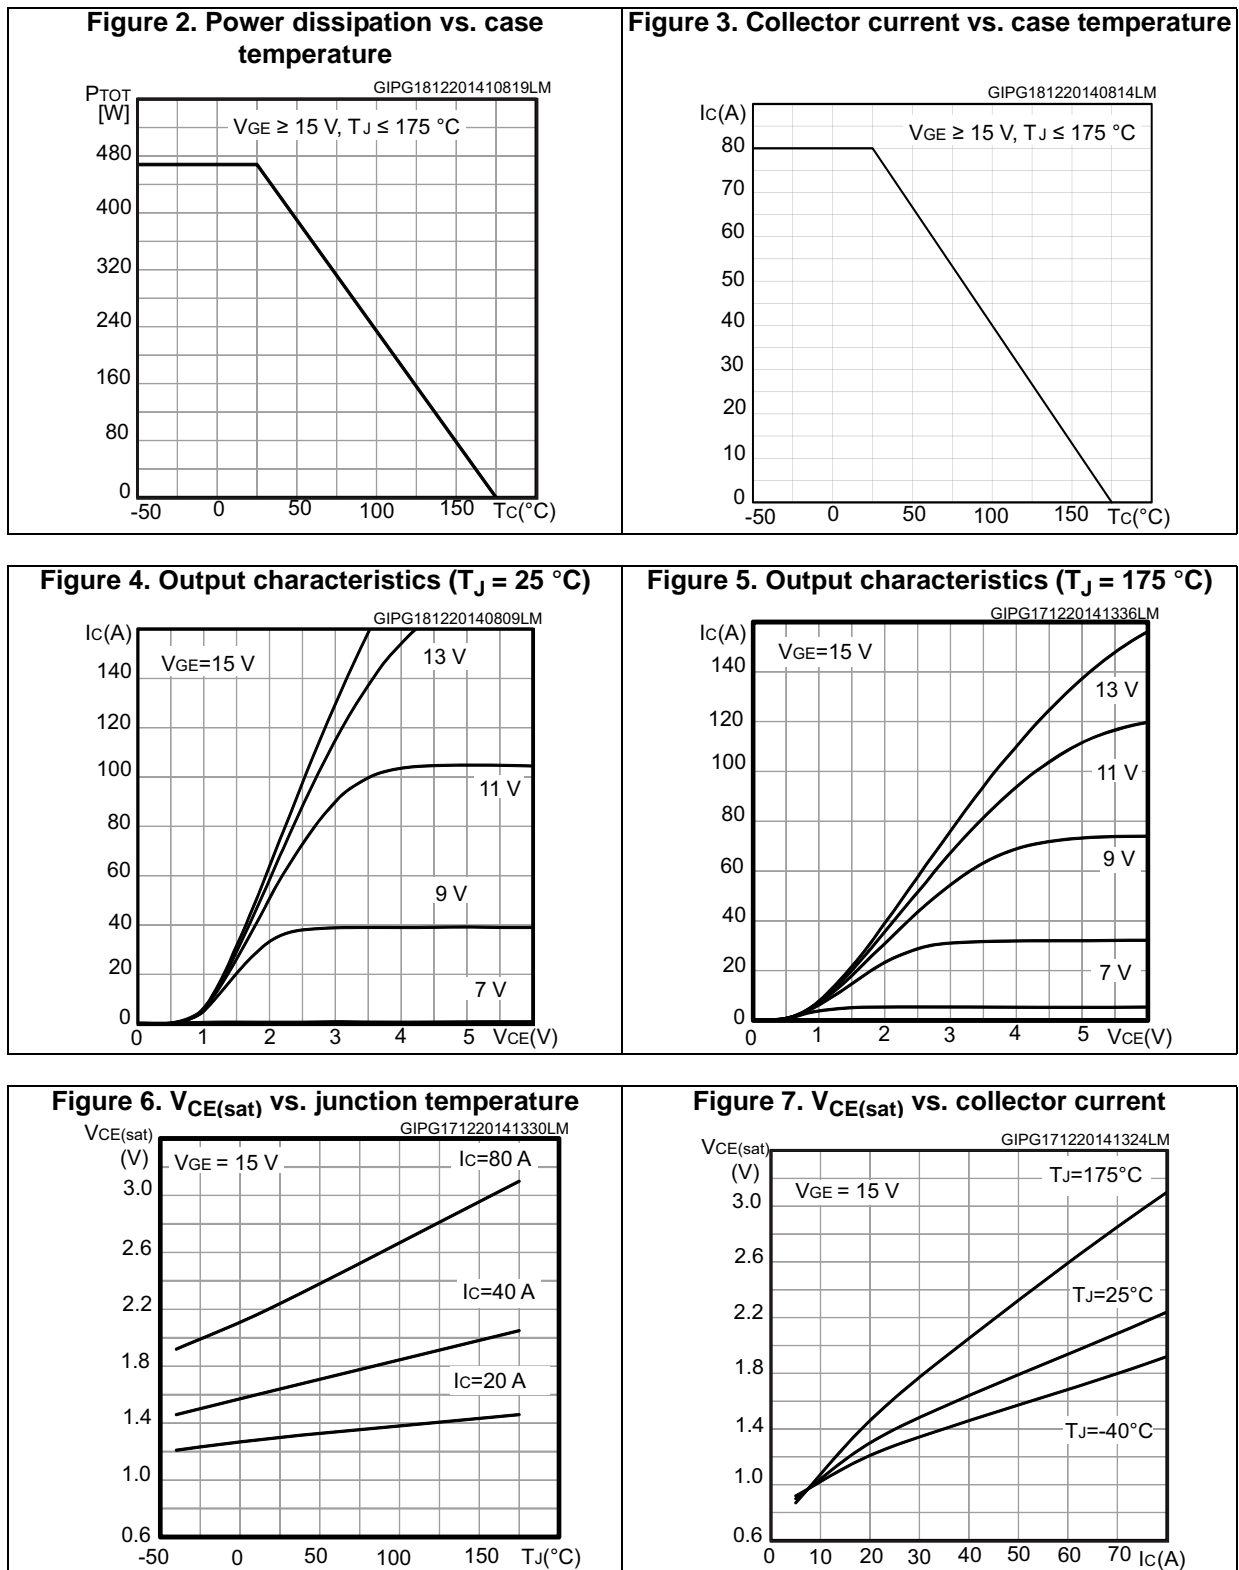 Figure 2. Power dissipation vs. case
temperature
GIPG1812201410819LM
PTOT
[W]
VGE ≥ 15 V, TJ ≤ 175 °C
480
400
320
240
160
80
0
-50 0 50 100 150 TC(°C)
Figure 3. Collector current vs. case temperature
GIPG181220140814LM
IC(A)
VGE ≥ 15 V, TJ ≤ 175 °C
80
70
60
50
40
30
20
10
0
-50 0 50 100 150 TC(°C)
Figure 4. Output characteristics (TJ = 25 °C)
GIPG181220140809LM
IC(A)
VGE=15 V
13 V
140
120
100
11 V
80
60
9 V
40
20
7 V
0
0 1 2 3 4 5 VCE(V)
Figure 5. Output characteristics (TJ = 175 °C)
GIPG171220141336LM
IC(A)
VGE=15 V
140
13 V
120
100
11 V
80
9 V
60
40
20
7 V
0
0 1 2 3 4 5 VCE(V)
Figure 6. VCE(sat) vs. junction temperature
GIPG171220141330LM
VCE(sat)
(V)
VGE = 15 V
IC=80 A
3.0
2.6
IC=40 A
2.2
1.8
IC=20 A
1.4
1.0
0.6
-50 0 50 100 150 TJ(°C)
Figure 7. VCE(sat) vs. collector current
GIPG171220141324LM
VCE(sat)
(V)
TJ=175°C
VGE = 15 V
3.0
2.6
TJ=25°C
2.2
1.8
1.4
TJ=-40°C
1.0
0.6
0 10 20 30 40 50 60 70 IC(A)